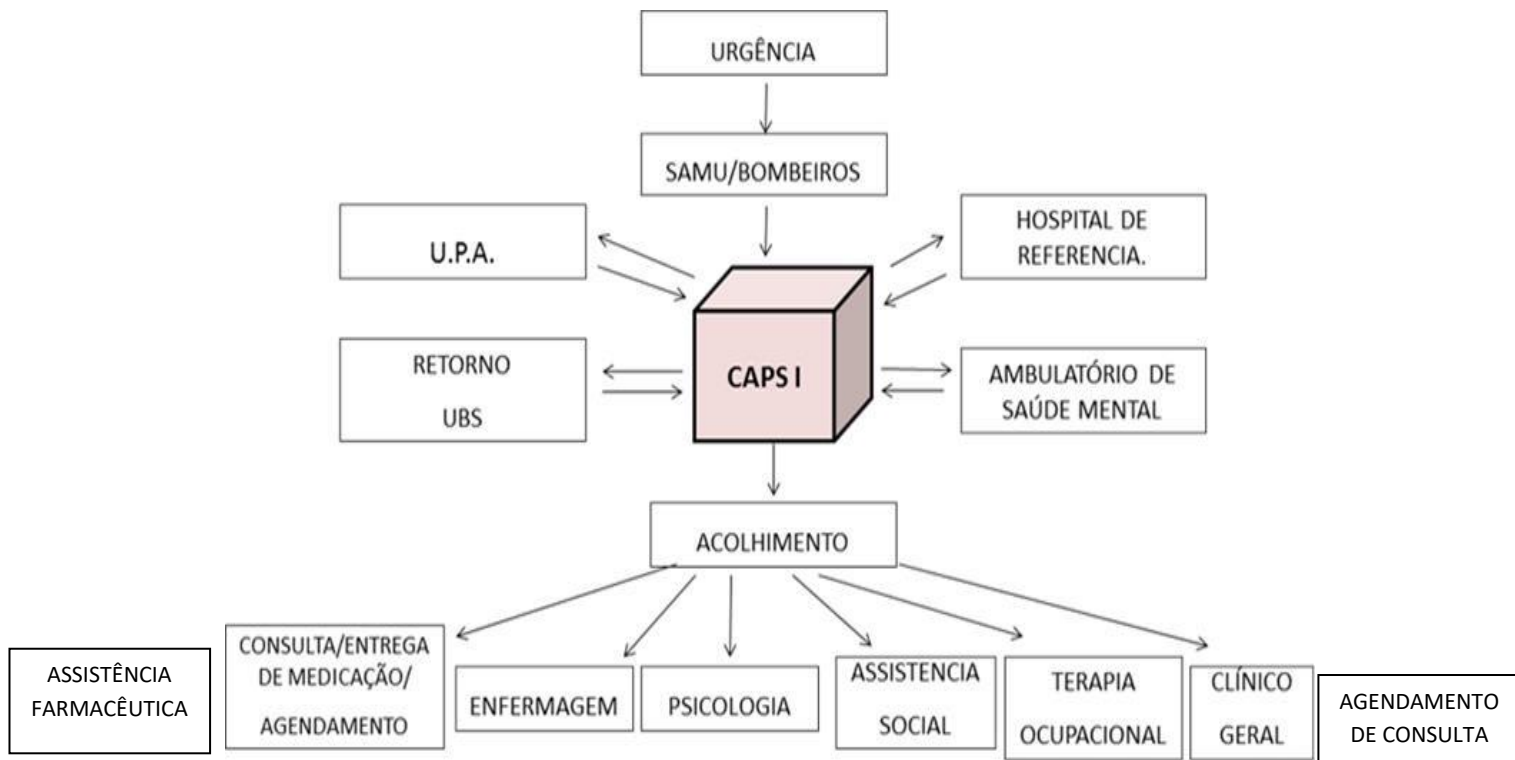 URGÊNCIA
SAMU/BOMBEIROS
U.P.A.
HOSPITAL DE
REFERENCIA.
RETORNO
UBS
CAPS I
AMBULATÓRIO DE
SAÚDE MENTAL
ACOLHIMENTO
ASSISTÊNCIA
FARMACÊUTICA
CONSULTA/ENTREGA
DE MEDICAÇÃO/
AGENDAMENTO
ENFERMAGEM
PSICOLOGIA
ASSISTENCIA
SOCIAL
TERAPIA
OCUPACIONAL
CLÍNICO
GERAL
AGENDAMENTO
DE CONSULTA